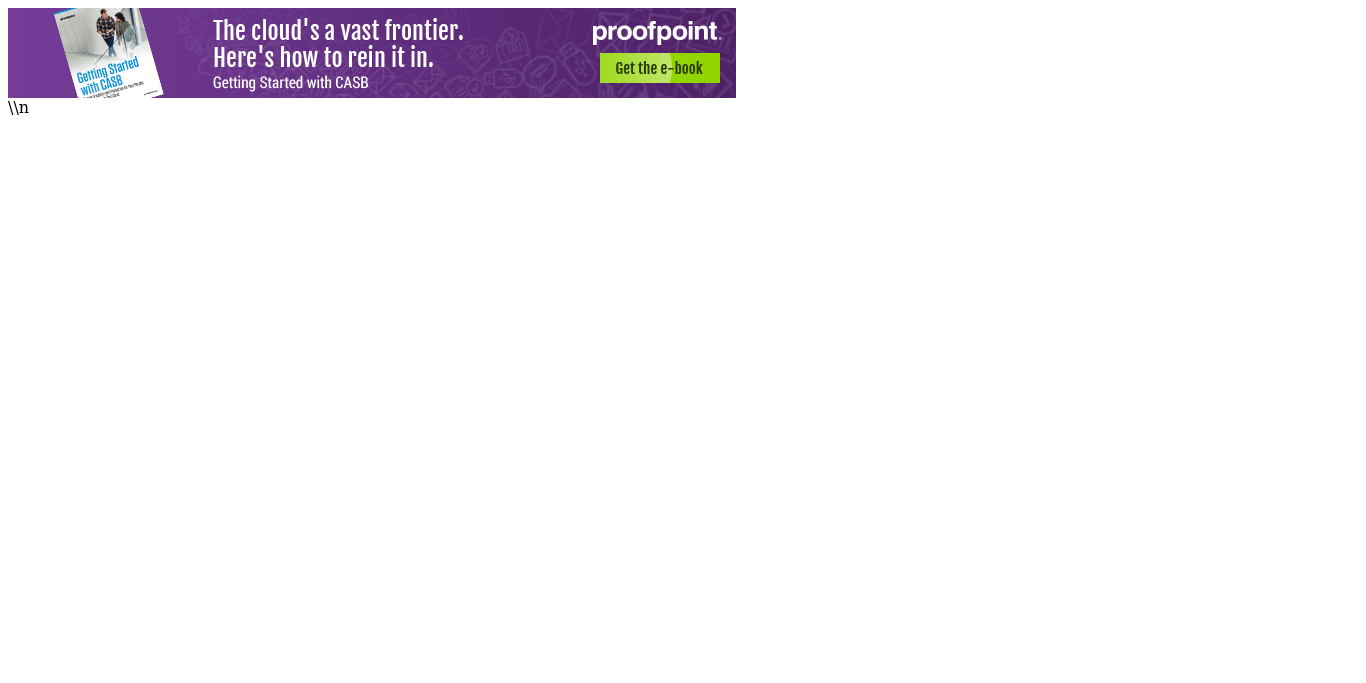 The cloud's a vast frontier.
Here's how to rein it in.
Getting Started with CASB
Getting Started
with CASB
proofpoint
Get the e-book
\\n